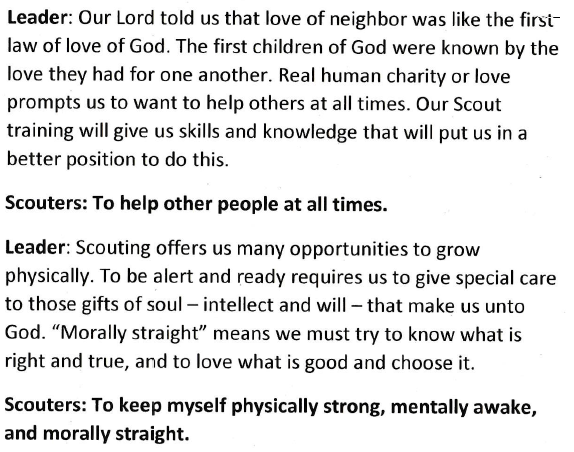 Leader: Our Lord told us that love of neighbor was like the first
law of love of God. The first children of God were known by the
love they had for one another. Real human charity or love
prompts us to want to help others at all times. Our Scout
training will give us skills and knowledge that will put us in a
better position to do this.
Scouters: To help other people at all times.
Leader: Scouting offers us many opportunities to grow
physically. To be alert and ready requires us to give special care
to those gifts of soul – intellect and will – that make us unto
God. “Morally straight” means we must try to know what is
right and true, and to love what is good and choose it.
Scouters: To keep myself physically strong, mentally awake,
and morally straight.